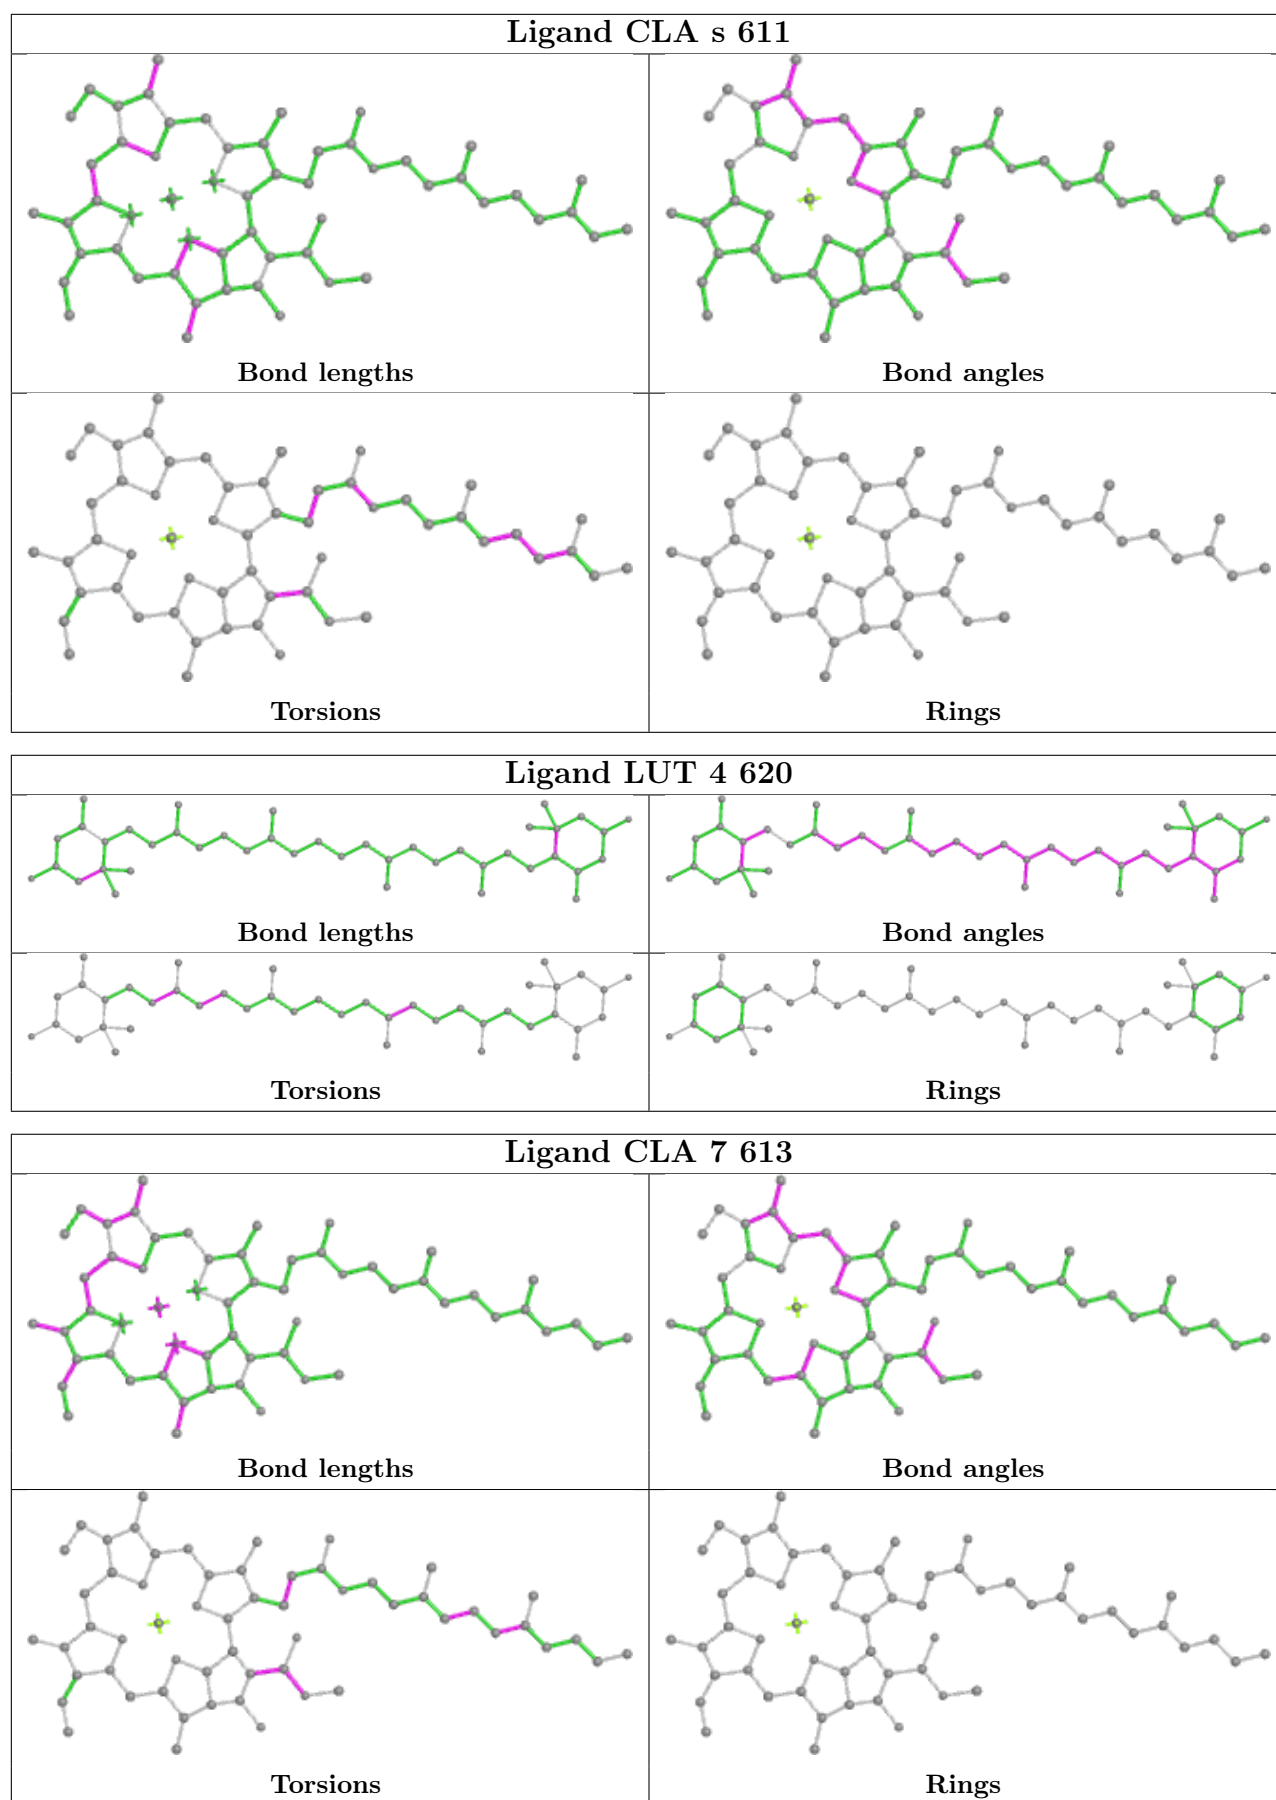 Ligand CLA s 611
Bond lengths
Bond angles
Torsions
Rings
Ligand LUT 4 620
Bond lengths
Bond angles
Torsions
Rings
Ligand CLA 7 613
Bond lengths
Bond angles
Torsions
Rings